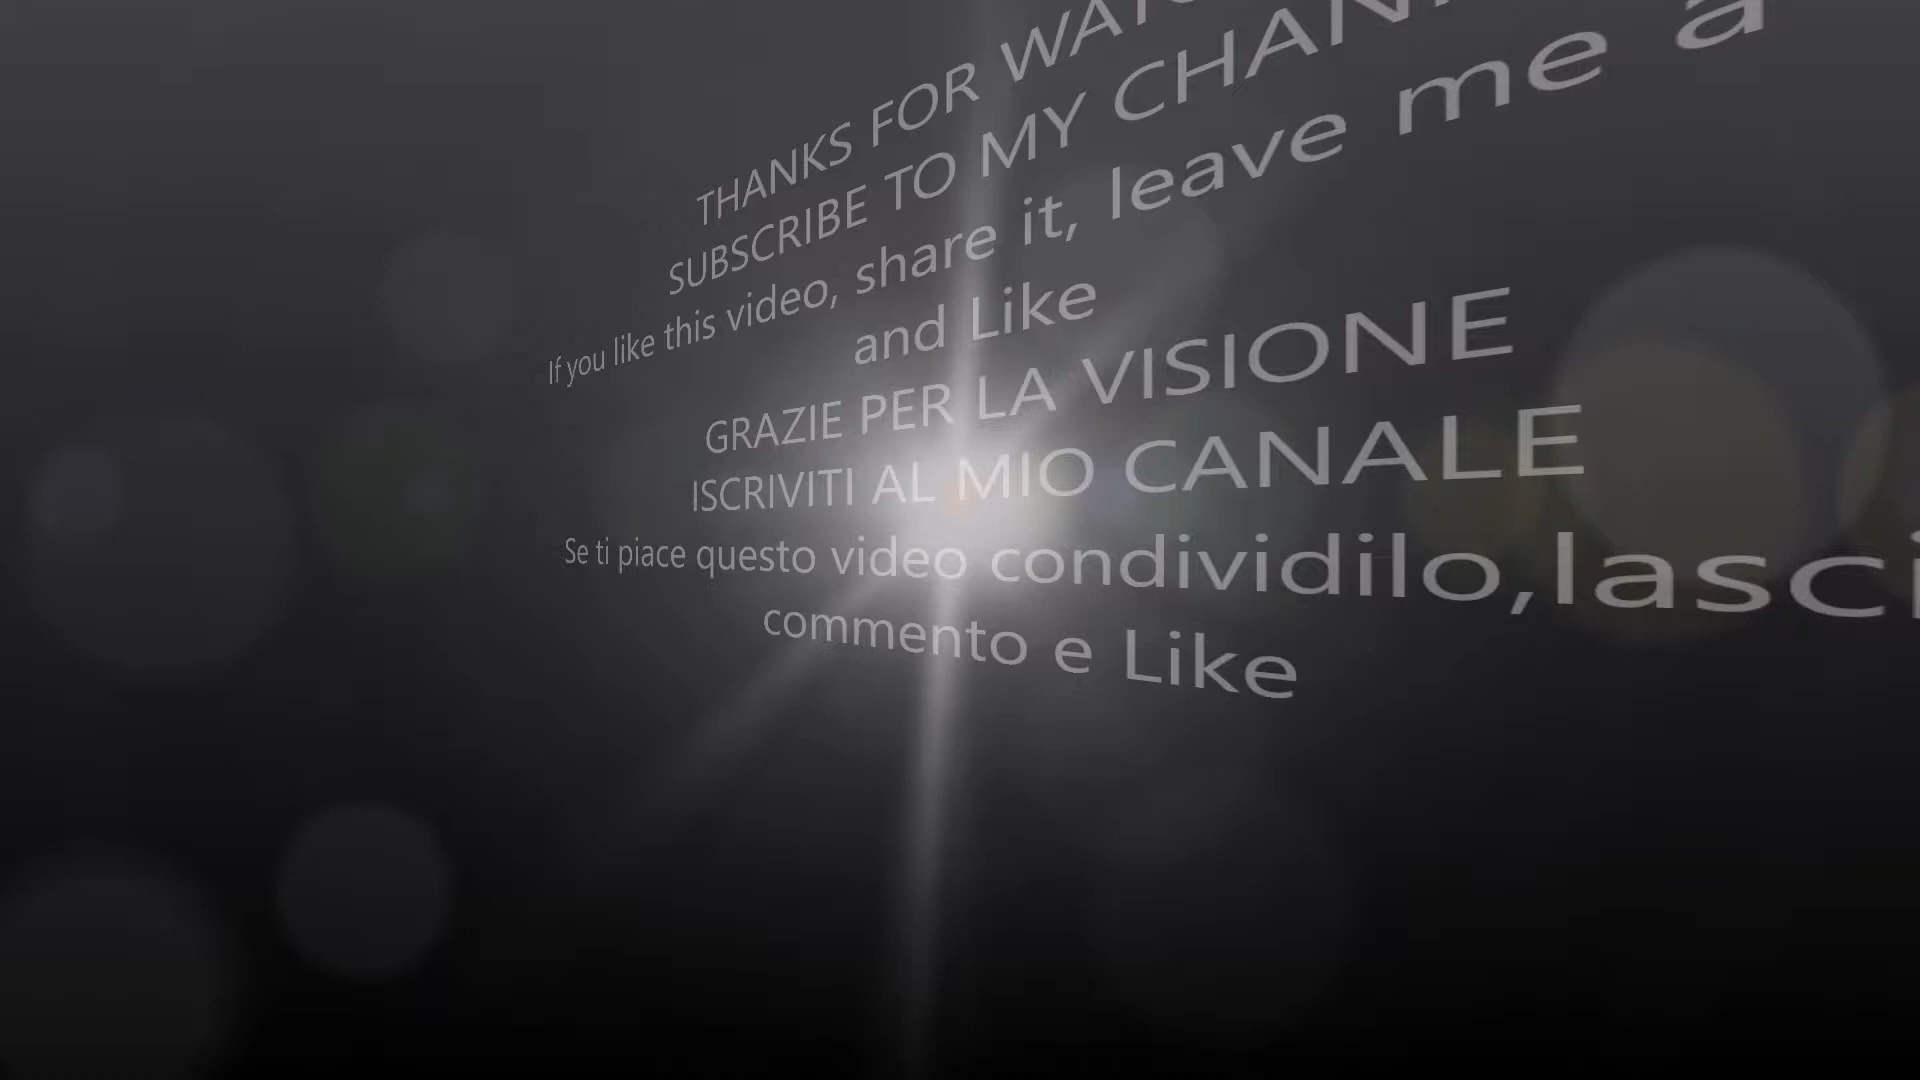 THANKS FOR
SUBSCRIBE TO MY
If you like this video, share it, leave me a
and Like
GRAZIE PER LA VISIONE
ISCRIVITI AL MIO CANALE
Se ti piace questo video condividilo,lasci
commento e Like